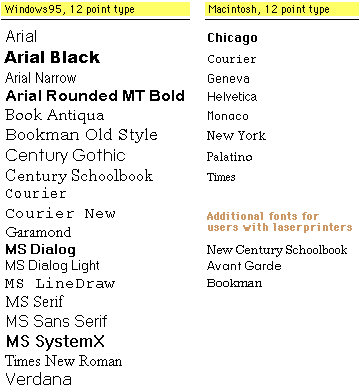 Windows95, 12 point type
Arial
Arial Black
Arial Narrow
Arial Rounded MT Bold
Book Antiqua
Bookman Old Style
Century Gothic
Century Schoolbook
Courier
Courier New
Garamond
MS Dialog
MS Dialog Light
MS LineDraw
MS Serif
MS Sans Serif
MS SystemX
Times New Roman
Verdana
Macintosh, 12 point type
Chicago
Courier
Geneva
Helvetica
Monaco
New York
Palatino
Times
Additional fonts for
users with laserprinters
New Century Schoolbook
Avant Garde
Bookman